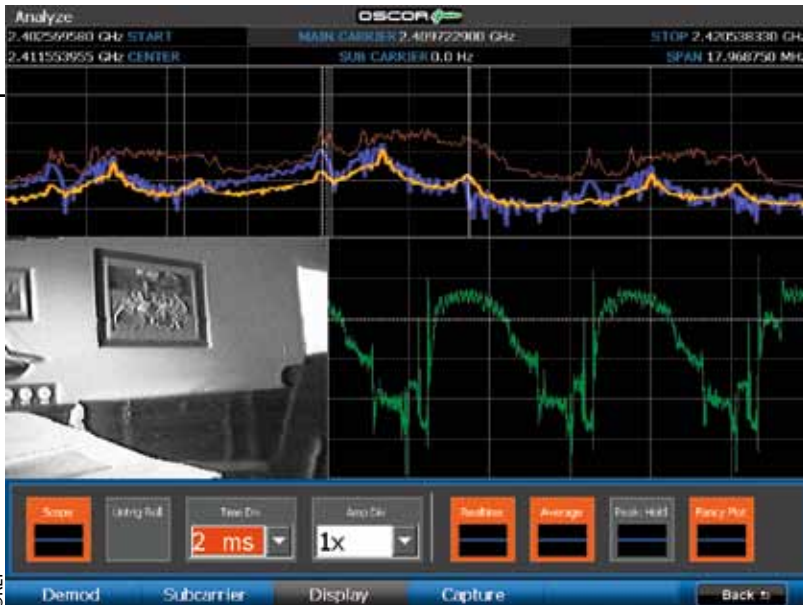 Analyze
OSCOR
2.402569580 GHz START
MAIN CARRIER 2.409722900 GHz
STOP 2.420538330 GHz
2.411553955 GHz CENTER
SUB CARRIER 0.0 Hz
SPAN 17.968750 MHz
Scope
Untrig Roll
Time Div
Amp Div
Realtime
Average
Peak Hold
Fancy Plot
2 ms
1x
Demod
Subcarrier
Display
Capture
Back